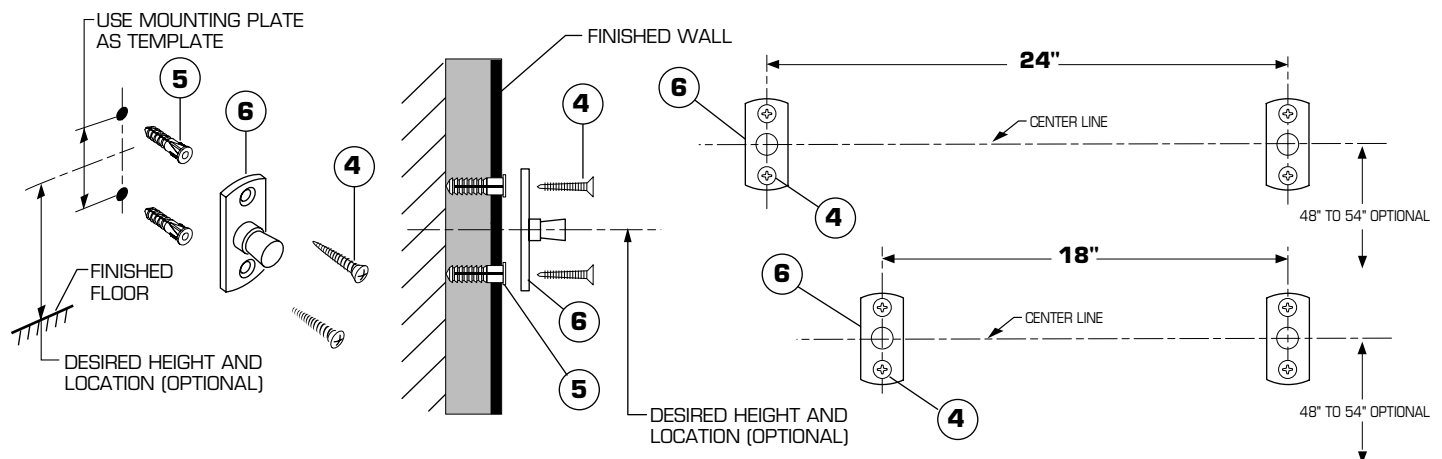 USE MOUNTING PLATE
AS TEMPLATE
5
6
4
FINISHED
FLOOR
DESIRED HEIGHT AND
LOCATION (OPTIONAL)
FINISHED WALL
4
6
5
DESIRED HEIGHT AND
LOCATION (OPTIONAL)
24"
6
CENTER LINE
4
48" TO 54" OPTIONAL
18"
6
CENTER LINE
4
48" TO 54" OPTIONAL